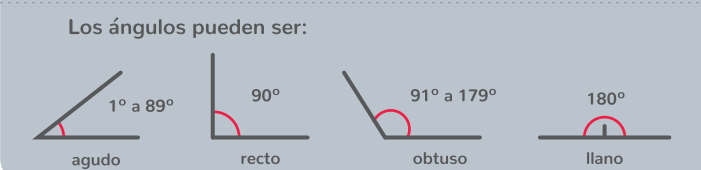 Los ángulos pueden ser:
1º a 89º
90º
91º a 179º
180º
agudo
recto
obtuso
llano